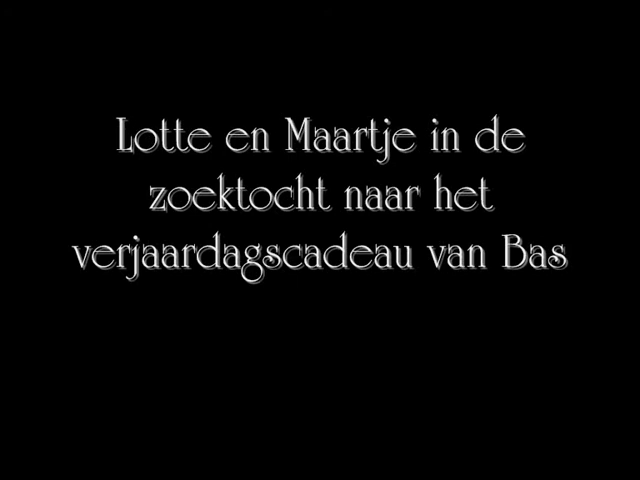 Lotte en Maartje in de
zoektocht naar het
verjaardagscadeau van Bas